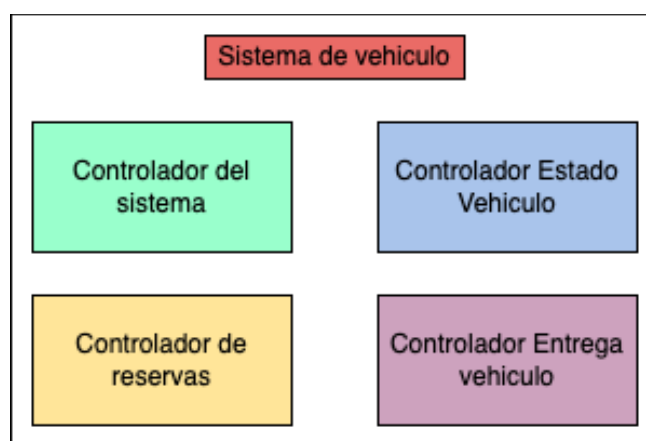 Sistema de vehiculo
Controlador del
sistema
Controlador Estado
Vehiculo
Controlador de
reservas
Controlador Entrega
vehiculo